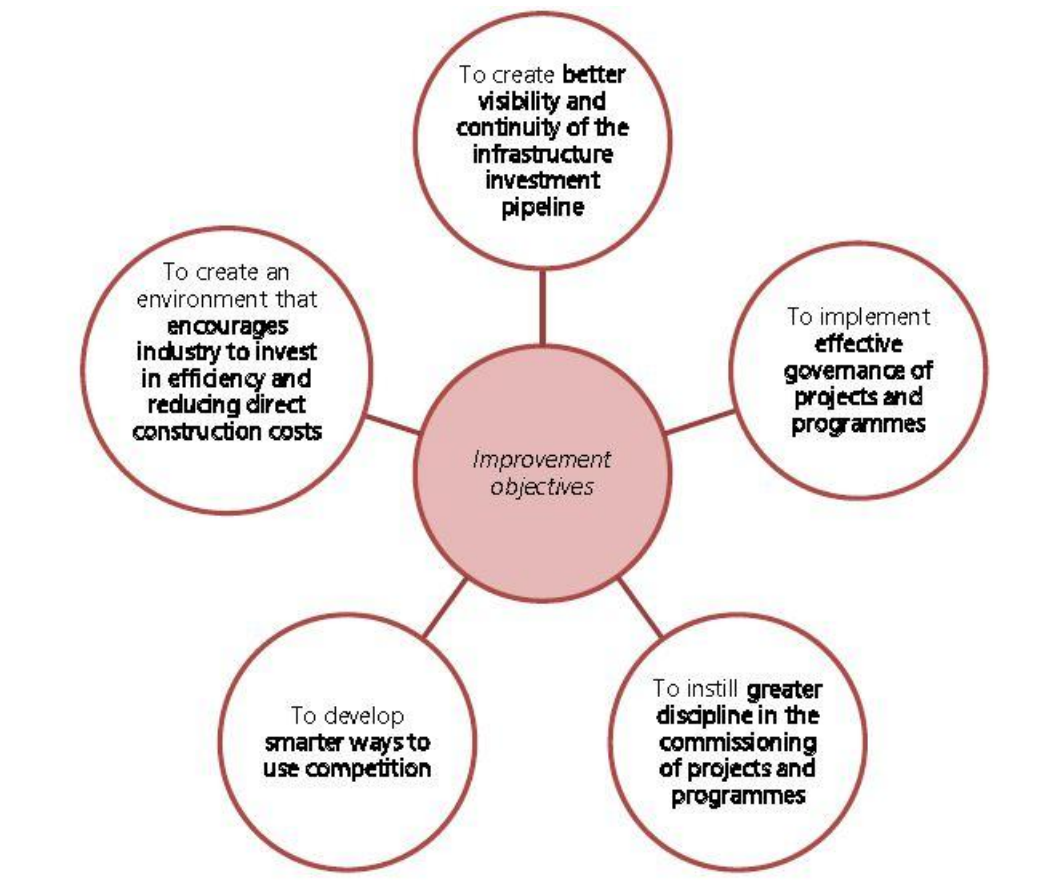 To create better
visibility and
continuity of the
infrastructure
investment
pipeline
To create an
environment that
encourages
industry to invest
in efficiency and
reducing direct
construction costs
To implement
effective
governance of
projects and
programmes
Improvement
objectives
To develop
smarter ways to
use competition
To instill greater
discipline in the
commissioning
of projects and
programmes